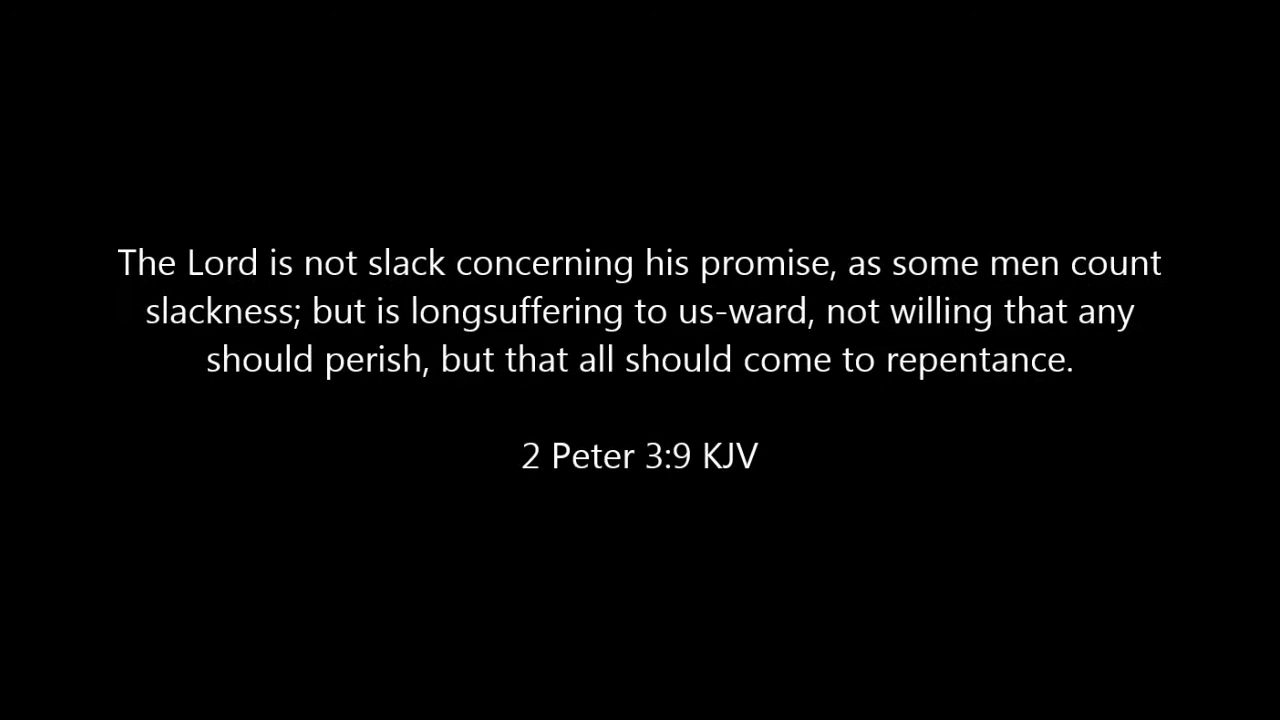 The Lord is not slack concerning his promise, as some men count
slackness; but is longsuffering to us-ward, not willing that any
should perish, but that all should come to repentance.
2 Peter 3:9 KJV